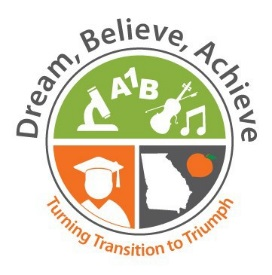 Dream, Believe, Achieve
A1B
Turning Transition to Triumph